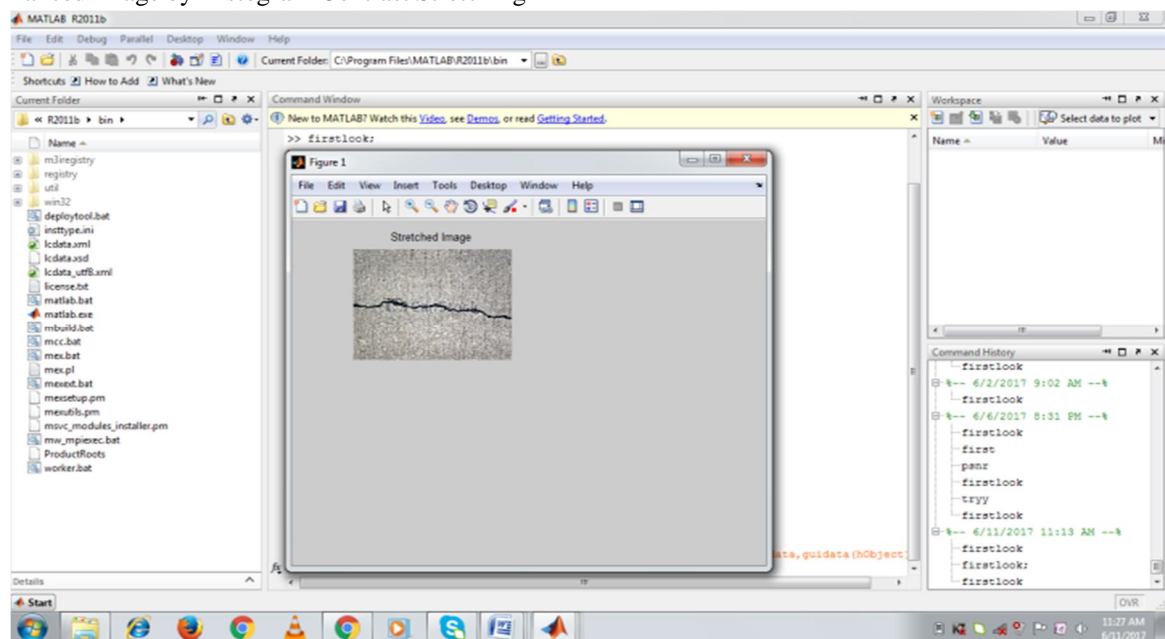 MATLAB R2011b
File Edit Debug Parallel Desktop Window Help
Current Folder: C:\Program Files\MATLAB\R2011b\bin
Shortcuts How to Add What's New
Current Folder
« R2011b ▸ bin ▸
Name
m3iregistry
registry
util
win32
deploytool.bat
insttype.ini
lcdata.xml
lcdata.xsd
lcdata_utf8.xml
license.txt
matlab.bat
matlab.exe
mbuild.bat
mcc.bat
mex.bat
mex.pl
mexext.bat
mexsetup.pm
mexutils.pm
msvc_modules_installer.pm
mw_mpiexec.bat
ProductRoots
worker.bat
Details
Start
Command Window
New to MATLAB? Watch this Video, see Demos, or read Getting Started.
>> firstlook;
Figure 1
File Edit View Insert Tools Desktop Window Help
Stretched Image
ata,guidata(hObject
fx
Workspace
Select data to plot
Name Value Mi
Command History
firstlook
%-- 6/2/2017 9:02 AM --%
firstlook
%-- 6/6/2017 8:31 PM --%
firstlook
first
psnr
firstlook
tryy
firstlook
%-- 6/11/2017 11:13 AM --%
firstlook
firstlook;
firstlook
OVR
11:27 AM
6/11/2017